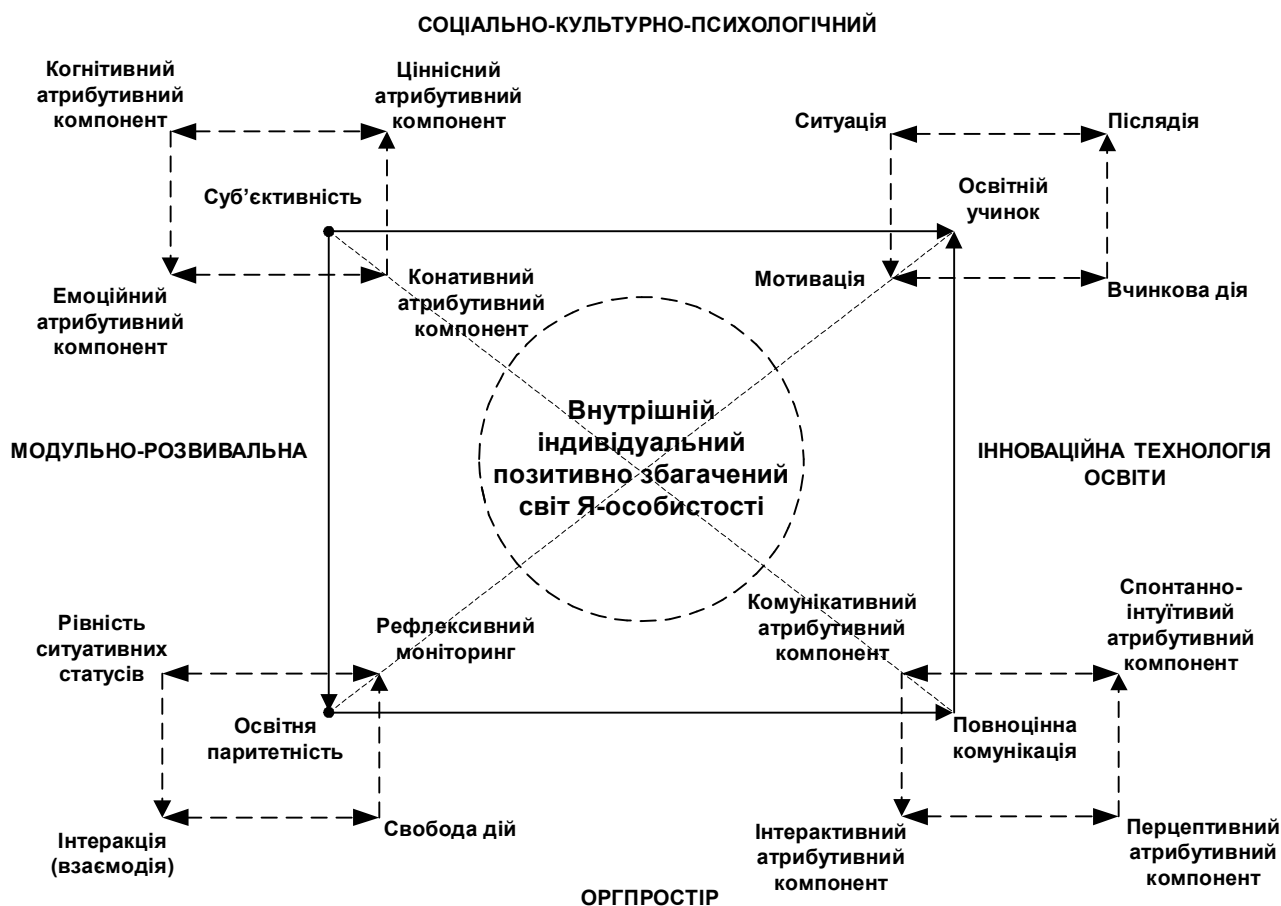 СОЦІАЛЬНО-КУЛЬТУРНО-ПСИХОЛОГІЧНИЙ
Когнітивний
атрибутивний
компонент
Ціннісний
атрибутивний
компонент
Ситуація
Післядія
Суб’єктивність
Освітній
учинок
Емоційний
атрибутивний
компонент
Конативний
атрибутивний
компонент
Мотивація
Вчинкова дія
Внутрішній
індивідуальний
позитивно збагачений
світ Я-особистості
МОДУЛЬНО-РОЗВИВАЛЬНА
ІННОВАЦІЙНА ТЕХНОЛОГІЯ
ОСВІТИ
Рівність
ситуативних
статусів
Рефлексивний
моніторинг
Комунікативний
атрибутивний
компонент
Спонтанно-
інтуїтивий
атрибутивний
компонент
Освітня
паритетність
Повноцінна
комунікація
Інтеракція
(взаємодія)
Свобода дій
Інтерактивний
атрибутивний
компонент
Перцептивний
атрибутивний
компонент
ОРГПРОСТІР